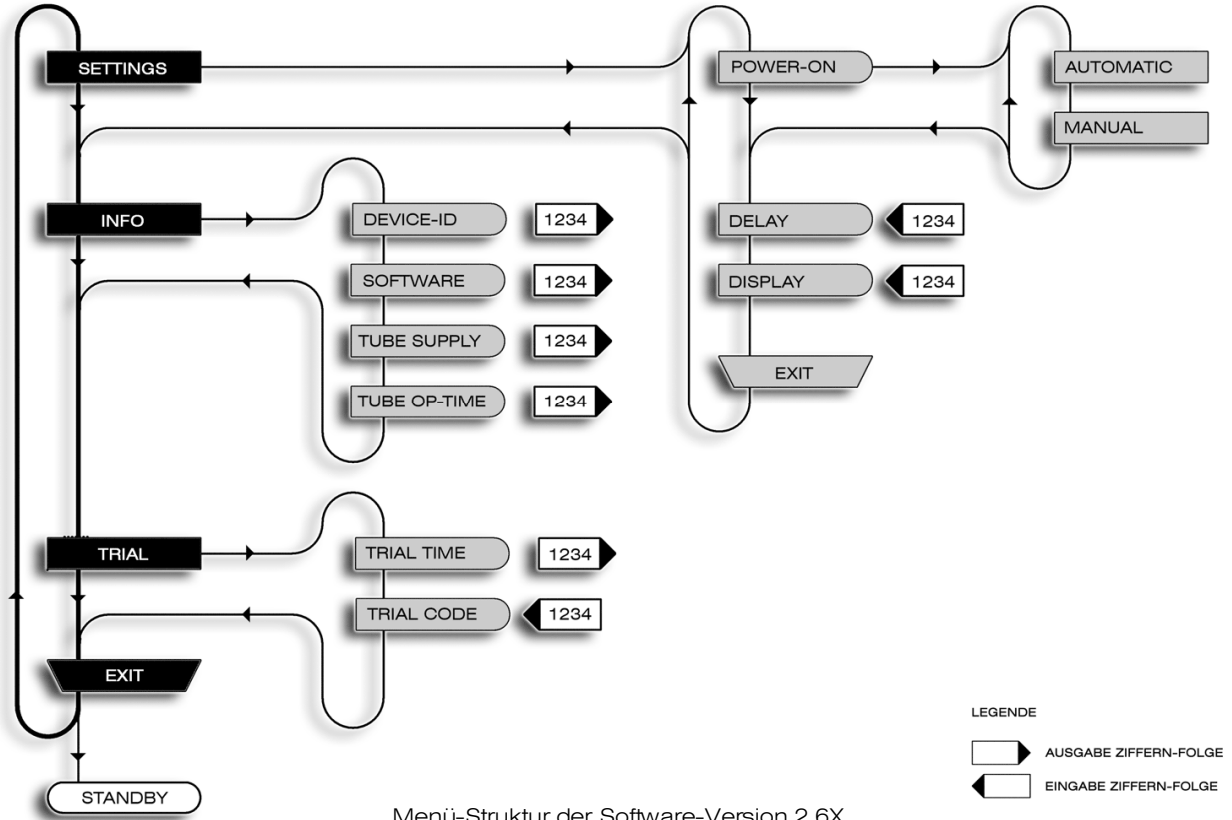 SETTINGS
POWER-ON
AUTOMATIC
MANUAL
INFO
DEVICE-ID
1234
DELAY
1234
SOFTWARE
1234
DISPLAY
1234
TUBE SUPPLY
1234
EXIT
TUBE OP-TIME
1234
TRIAL
TRIAL TIME
1234
TRIAL CODE
1234
EXIT
STANDBY
LEGENDE
AUSGABE ZIFFERN-FOLGE
EINGABE ZIFFERN-FOLGE
Menü-Struktur der Software-Version 2.6X